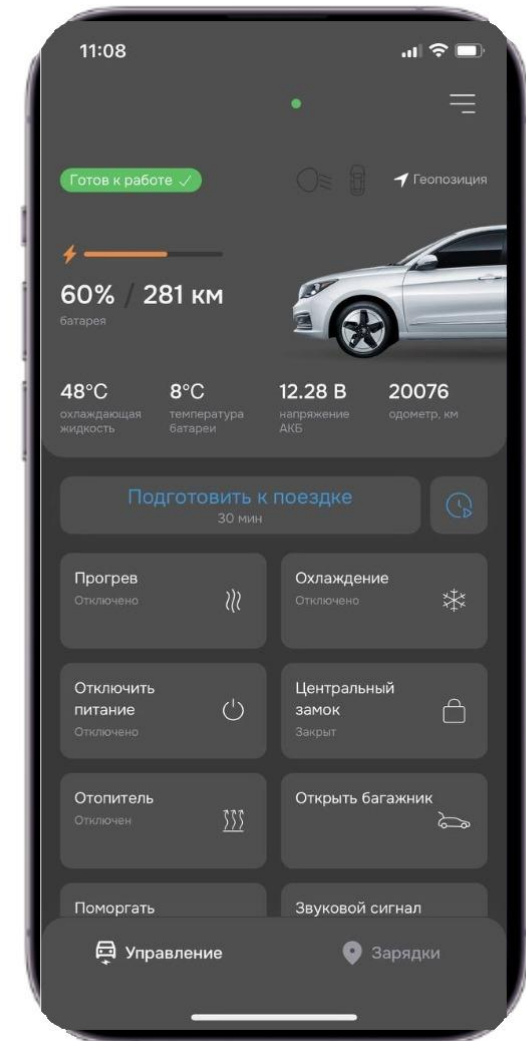 11:08
Готов к работе
Геопозиция
60% / 281 км
батарея
48°C
охлаждающая
жидкость
8°C
температура
батареи
12.28 В
напряжение
АКБ
20076
одометр, км
Подготовить к поездке
30 мин
Прогрев
Отключено
Охлаждение
Отключено
Отключить
питание
Отключено
Центральный
замок
Закрыт
Отопитель
Отключен
Открыть багажник
Поморгать
Звуковой сигнал
Управление
Зарядки